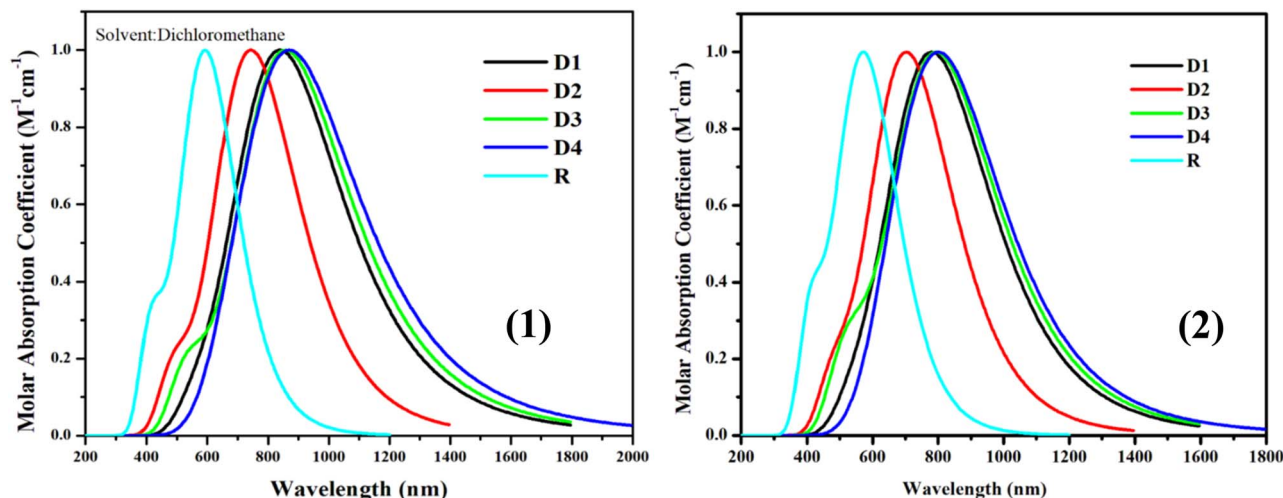 Solvent:Dichloromethane
Molar Absorption Coefficient (M⁻¹cm⁻¹)
1.0
0.8
0.6
0.4
0.2
0.0
D1
D2
D3
D4
R
(1)
200 400 600 800 1000 1200 1400 1600 1800 2000
Wavelength (nm)
Molar Absorption Coefficient (M⁻¹cm⁻¹)
1.0
0.8
0.6
0.4
0.2
0.0
D1
D2
D3
D4
R
(2)
200 400 600 800 1000 1200 1400 1600 1800
Wavelength (nm)